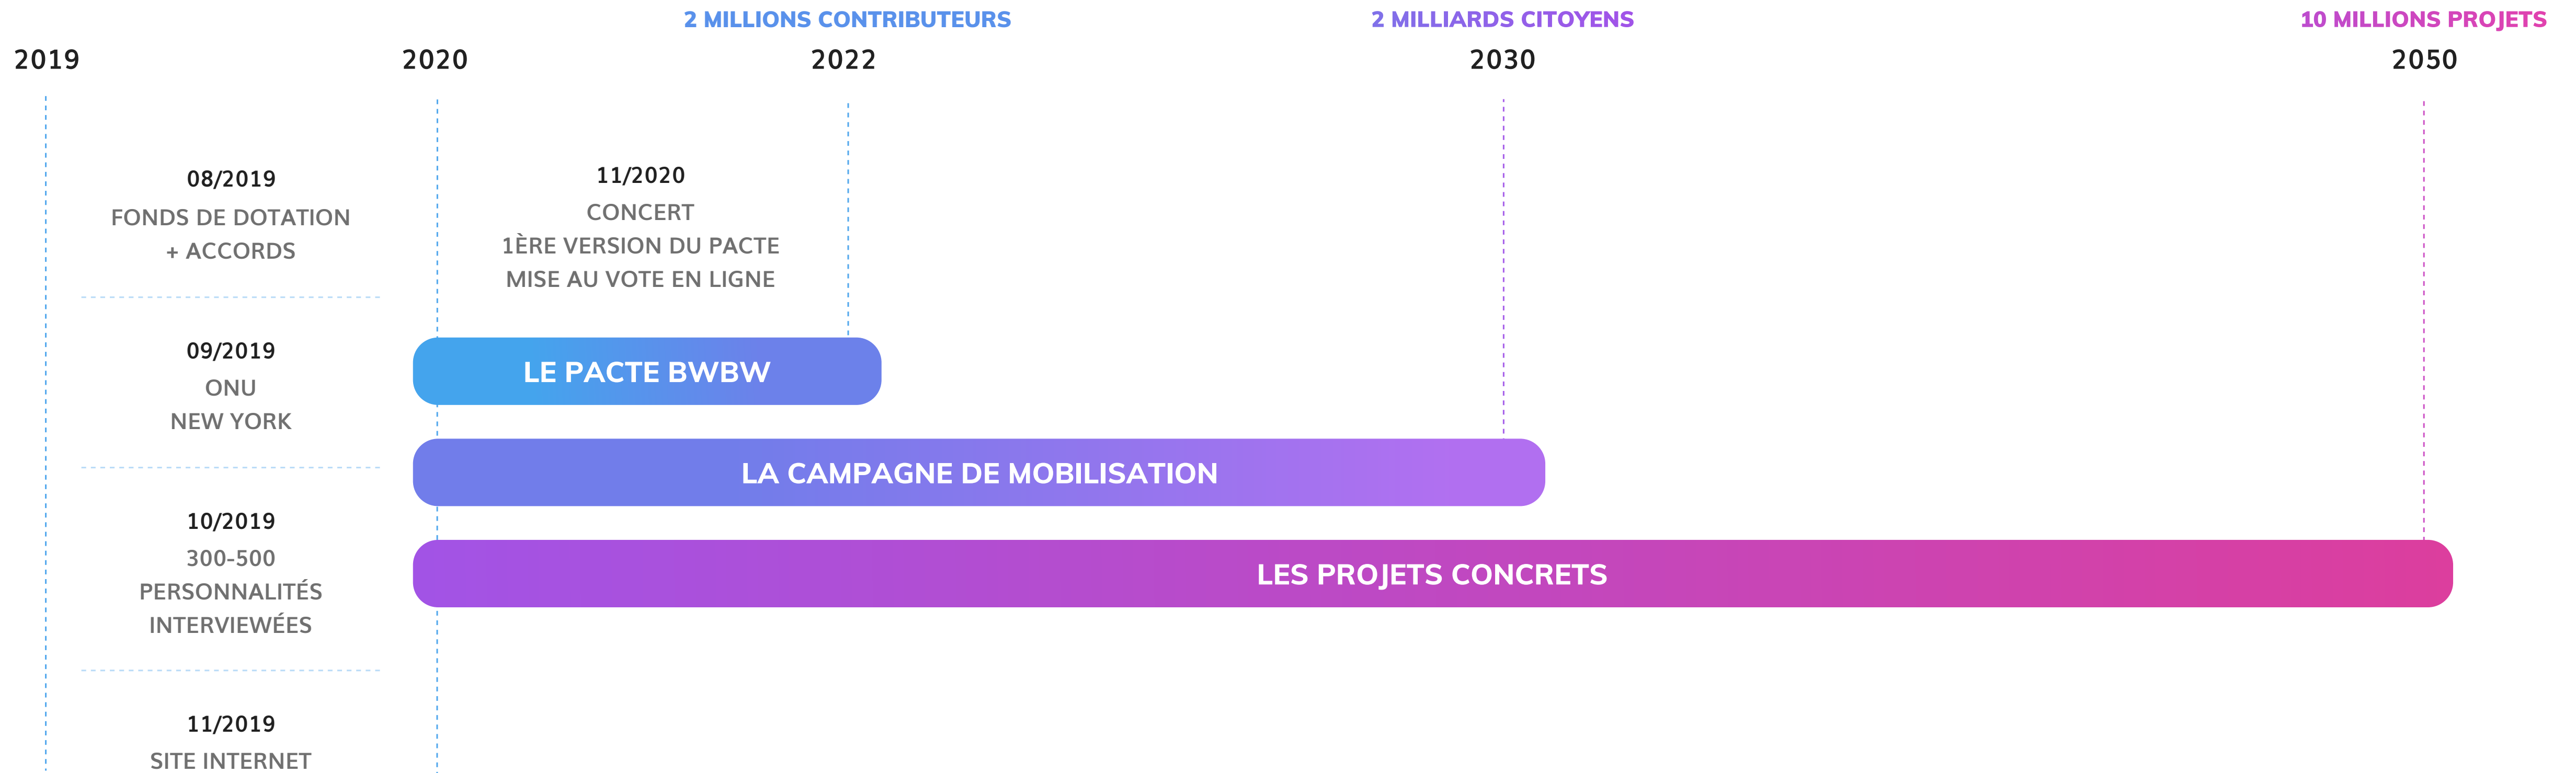 2 MILLIONS CONTRIBUTEURS
2 MILLIARDS CITOYENS
10 MILLIONS PROJETS
2019
2020
2022
2030
2050
08/2019
FONDS DE DOTATION
+ ACCORDS
09/2019
ONU
NEW YORK
10/2019
300-500
PERSONNALITÉS
INTERVIEWÉES
11/2019
SITE INTERNET
11/2020
CONCERT
1ÈRE VERSION DU PACTE
MISE AU VOTE EN LIGNE
LE PACTE BWBW
LA CAMPAGNE DE MOBILISATION
LES PROJETS CONCRETS